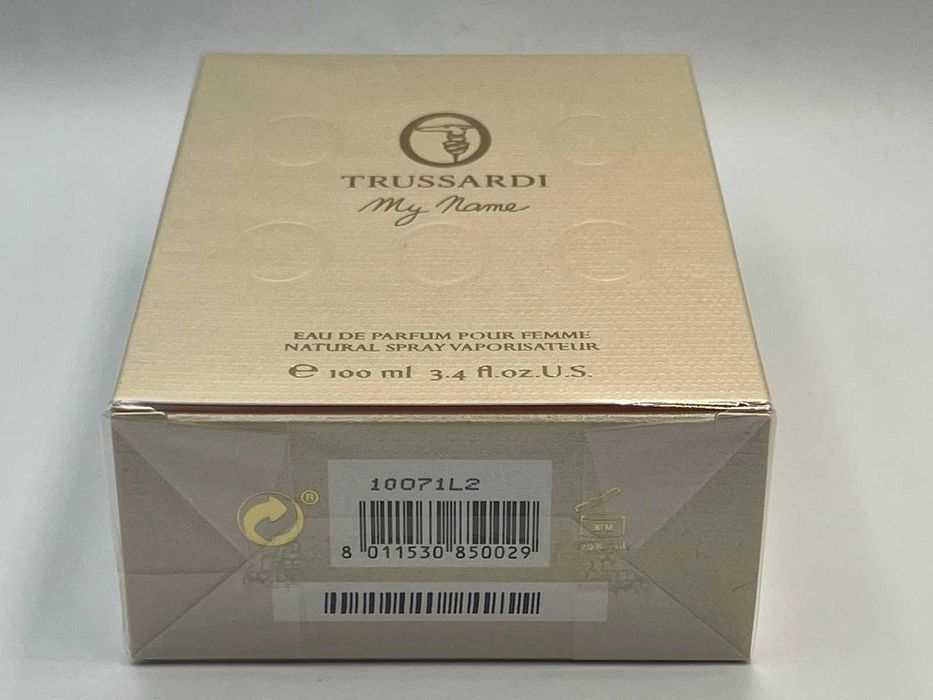 TRUSSARDI
My Name
EAU DE PARFUM POUR FEMME
NATURAL SPRAY VAPORISATEUR
℮ 100 ml 3.4 fl.oz.U.S.
10071L2
®
8 011530 850029
30 M